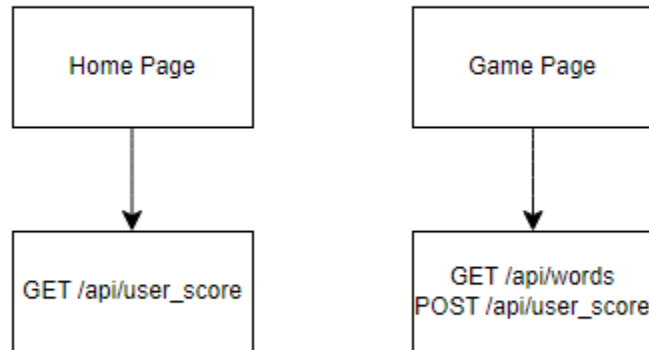 Home Page
Game Page
GET /api/user_score
GET /api/words
POST /api/user_score